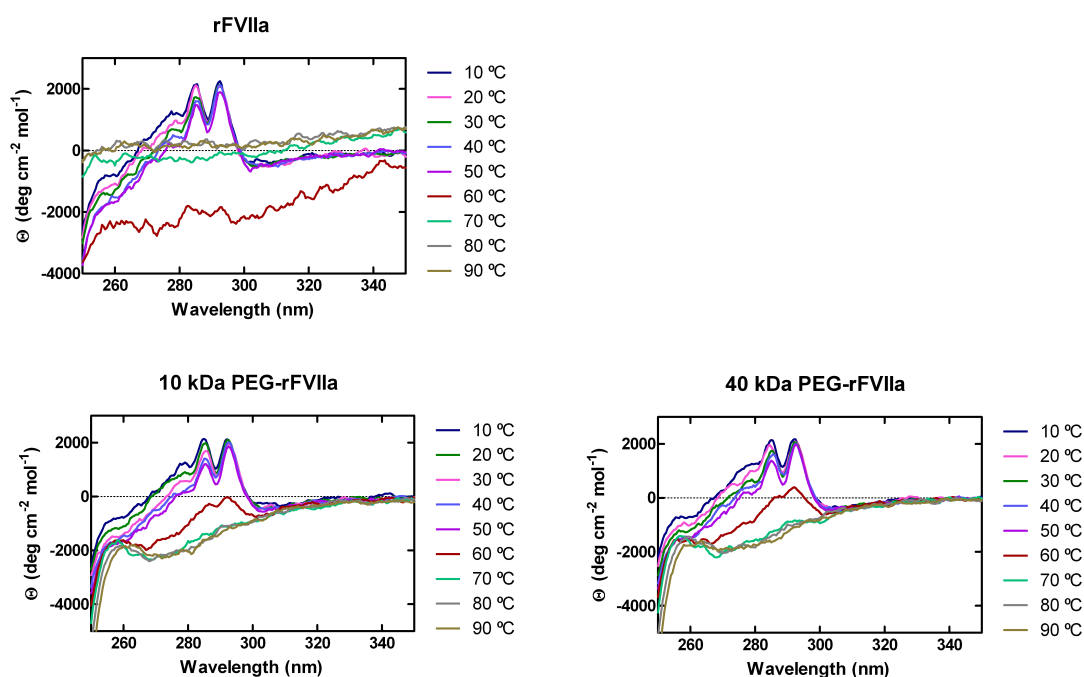 rFVIIa
2000
0
-2000
-4000
260
280
300
320
340
Wavelength (nm)
Θ (deg cm⁻² mol⁻¹)
10 ºC
20 ºC
30 ºC
40 ºC
50 ºC
60 ºC
70 ºC
80 ºC
90 ºC
10 kDa PEG-rFVIIa
2000
0
-2000
-4000
260
280
300
320
340
Wavelength (nm)
Θ (deg cm⁻² mol⁻¹)
10 ºC
20 ºC
30 ºC
40 ºC
50 ºC
60 ºC
70 ºC
80 ºC
90 ºC
40 kDa PEG-rFVIIa
2000
0
-2000
-4000
260
280
300
320
340
Wavelength (nm)
Θ (deg cm⁻² mol⁻¹)
10 ºC
20 ºC
30 ºC
40 ºC
50 ºC
60 ºC
70 ºC
80 ºC
90 ºC